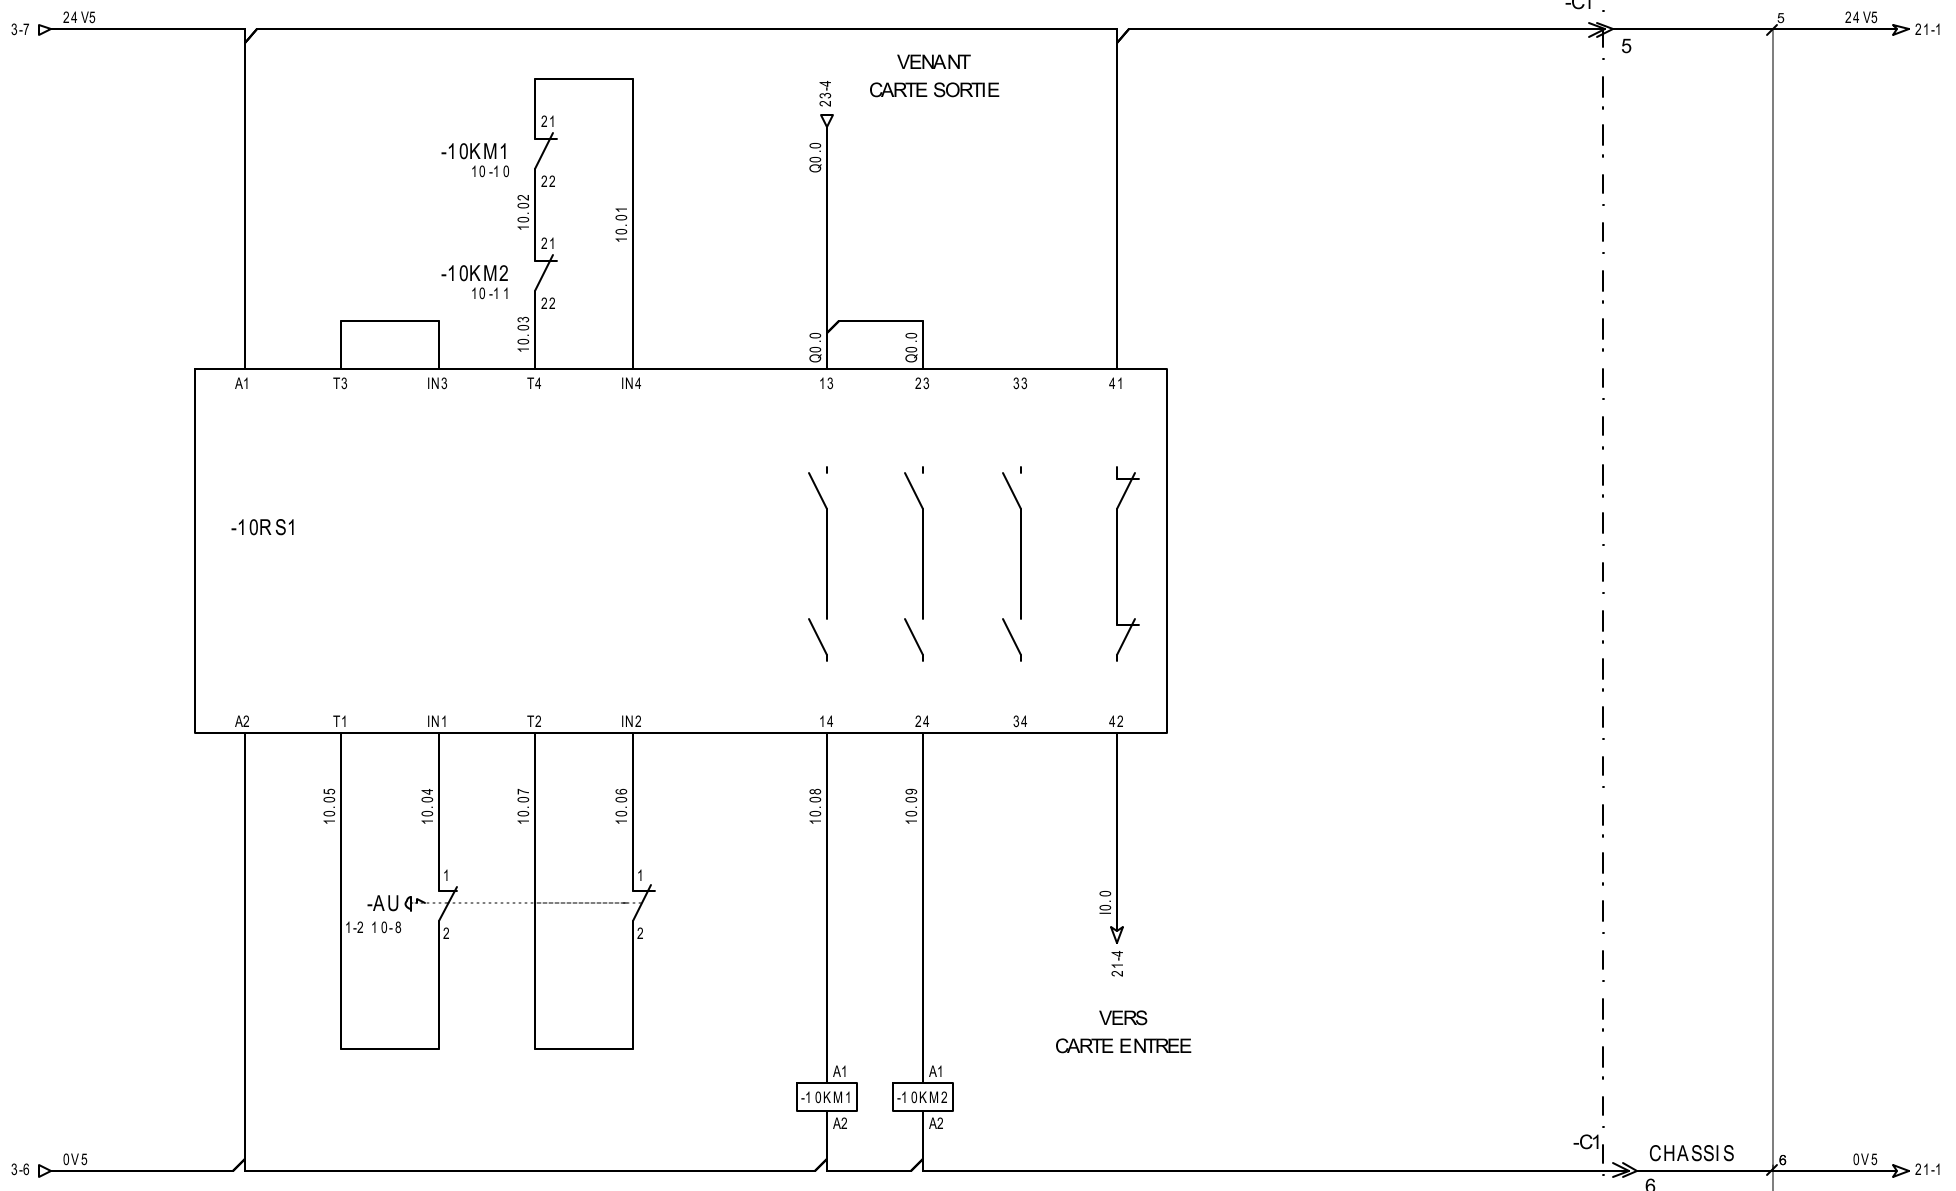 -C1
3-7
24 V5
5
24 V5
21-1
5
VENANT
CARTE SORTIE
23-4
21
-10KM1
10-10
22
Q0.0
10.02
10.01
21
-10KM2
10-11
22
10.03
Q0.0
Q0.0
A1
T3
IN3
T4
IN4
13
23
33
41
-10RS1
A2
T1
IN1
T2
IN2
14
24
34
42
10.05
10.04
10.07
10.06
10.08
10.09
1
1
-AU
1-2 10-8
2
2
I0.0
21-4
VERS
CARTE ENTREE
A1
A1
-10KM1
-10KM2
A2
A2
-C1
CHASSIS
3-6
0V5
6
0V5
21-1
6